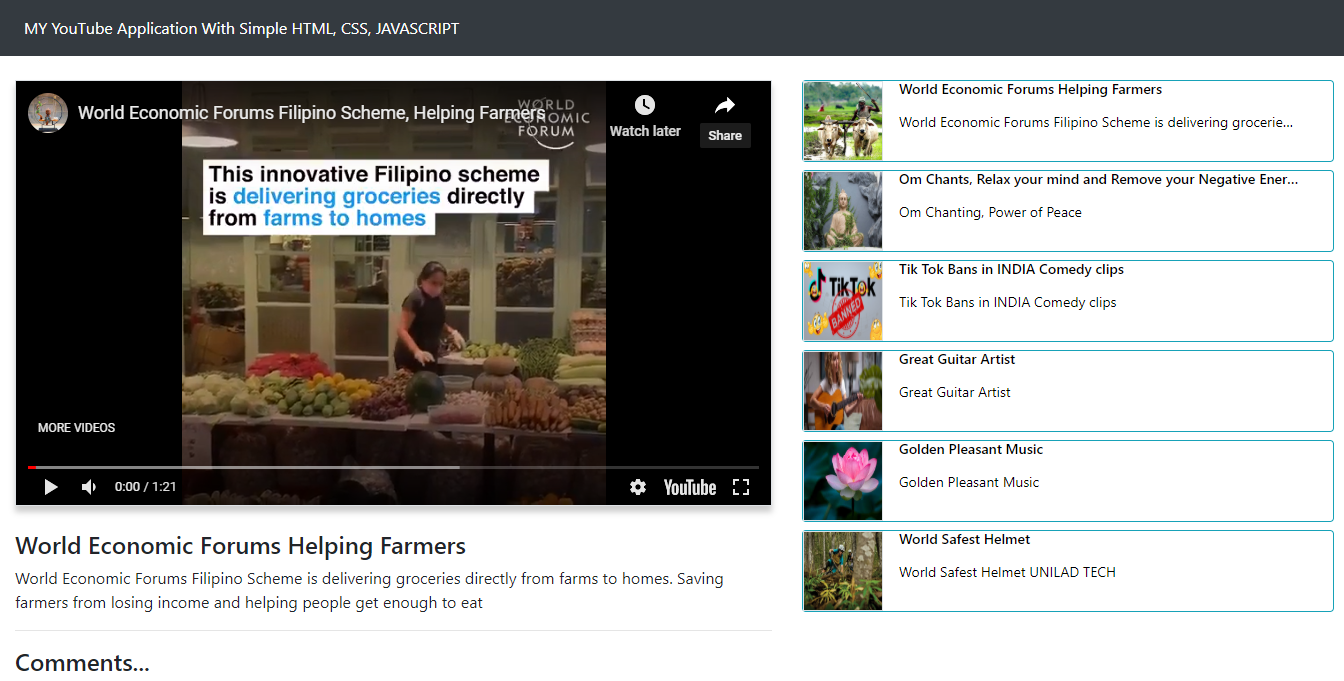 MY YouTube Application With Simple HTML, CSS, JAVASCRIPT
World Economic Forums Filipino Scheme, Helping Farmers
WORLD
ECONOMIC
FORUM
Watch later
Share
This innovative Filipino scheme
is delivering groceries directly
from farms to homes
MORE VIDEOS
0:00 / 1:21
YouTube
World Economic Forums Helping Farmers
World Economic Forums Filipino Scheme is delivering groceries directly from farms to homes. Saving
farmers from losing income and helping people get enough to eat
Comments...
World Economic Forums Helping Farmers
World Economic Forums Filipino Scheme is delivering grocerie...
Om Chants, Relax your mind and Remove your Negative Ener...
Om Chanting, Power of Peace
TikTok
BANNED
Tik Tok Bans in INDIA Comedy clips
Tik Tok Bans in INDIA Comedy clips
Great Guitar Artist
Great Guitar Artist
Golden Pleasant Music
Golden Pleasant Music
World Safest Helmet
World Safest Helmet UNILAD TECH